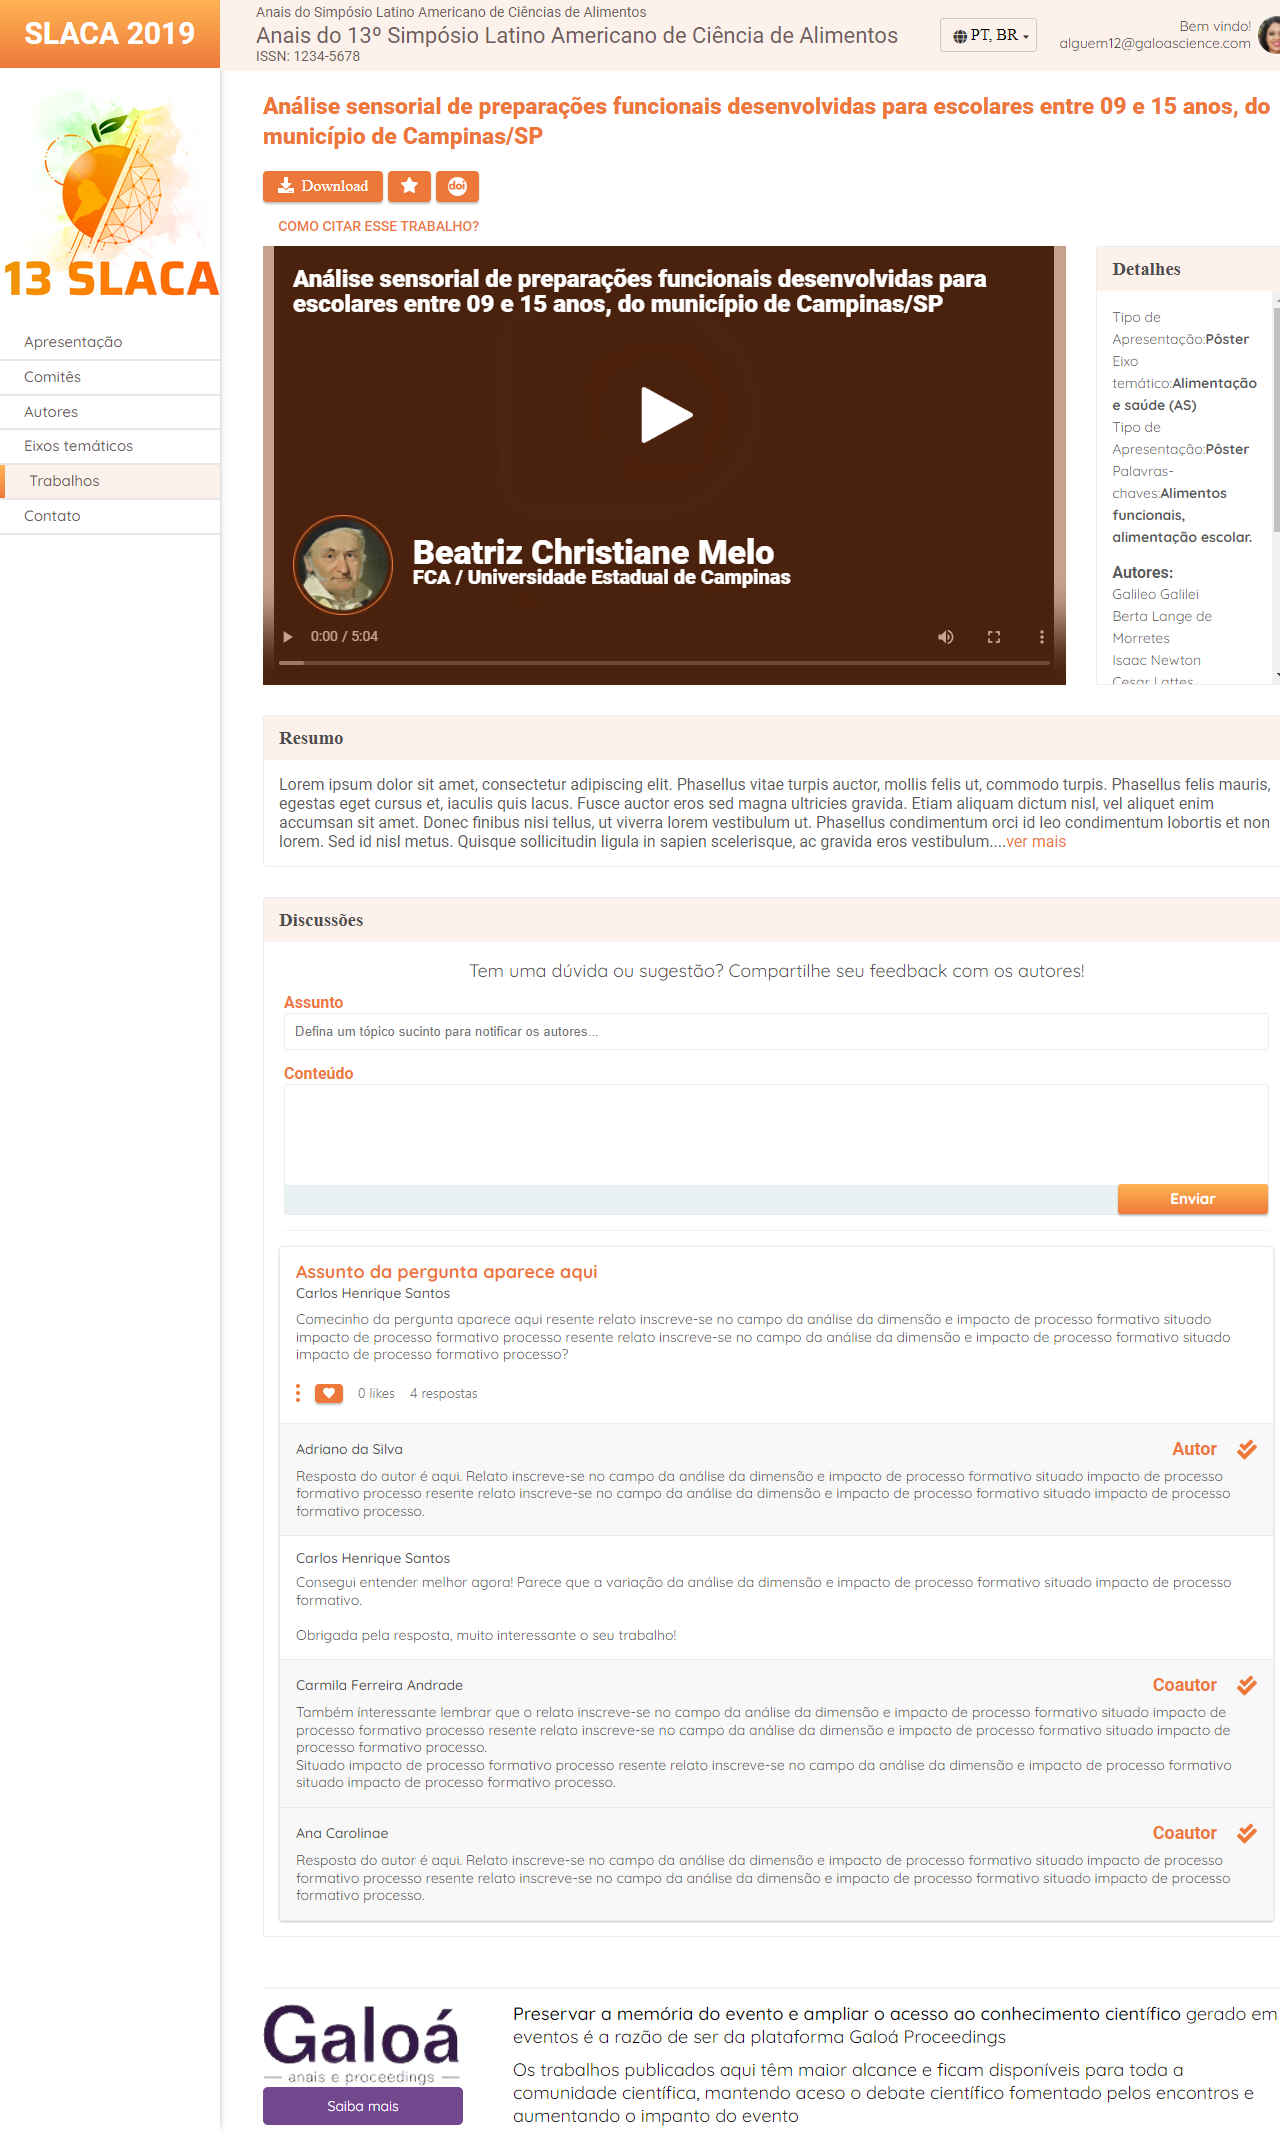 SLACA 2019
Anais do Simpósio Latino Americano de Ciências de Alimentos
Anais do 13º Simpósio Latino Americano de Ciência de Alimentos
ISSN: 1234-5678
PT, BR
Bem vindo!
alguem12@galoascience.com
13 SLACA
Apresentação
Comitês
Autores
Eixos temáticos
Trabalhos
Contato
Análise sensorial de preparações funcionais desenvolvidas para escolares entre 09 e 15 anos, do
município de Campinas/SP
Download
doi
COMO CITAR ESSE TRABALHO?
Análise sensorial de preparações funcionais desenvolvidas para
escolares entre 09 e 15 anos, do município de Campinas/SP
Beatriz Christiane Melo
FCA / Universidade Estadual de Campinas
0:00 / 5:04
Detalhes
Tipo de
Apresentação:Pôster
Eixo
temático:Alimentação
e saúde (AS)
Tipo de
Apresentação:Pôster
Palavras-
chaves:Alimentos
funcionais,
alimentação escolar.
Autores:
Galileo Galilei
Berta Lange de
Morretes
Isaac Newton
Cesar Lattes
Resumo
Lorem ipsum dolor sit amet, consectetur adipiscing elit. Phasellus vitae turpis auctor, mollis felis ut, commodo turpis. Phasellus felis mauris,
egestas eget cursus et, iaculis quis lacus. Fusce auctor eros sed magna ultricies gravida. Etiam aliquam dictum nisl, vel aliquet enim
accumsan sit amet. Donec finibus nisi tellus, ut viverra lorem vestibulum ut. Phasellus condimentum orci id leo condimentum lobortis et non
lorem. Sed id nisl metus. Quisque sollicitudin ligula in sapien scelerisque, ac gravida eros vestibulum....ver mais
Discussões
Tem uma dúvida ou sugestão? Compartilhe seu feedback com os autores!
Assunto
Defina um tópico sucinto para notificar os autores...
Conteúdo
Enviar
Assunto da pergunta aparece aqui
Carlos Henrique Santos
Comecinho da pergunta aparece aqui resente relato inscreve-se no campo da análise da dimensão e impacto de processo formativo situado
impacto de processo formativo processo resente relato inscreve-se no campo da análise da dimensão e impacto de processo formativo situado
impacto de processo formativo processo?
0 likes 4 respostas
Adriano da Silva
Autor
Resposta do autor é aqui. Relato inscreve-se no campo da análise da dimensão e impacto de processo formativo situado impacto de processo
formativo processo resente relato inscreve-se no campo da análise da dimensão e impacto de processo formativo situado impacto de processo
formativo processo.
Carlos Henrique Santos
Consegui entender melhor agora! Parece que a variação da análise da dimensão e impacto de processo formativo situado impacto de processo
formativo.
Obrigada pela resposta, muito interessante o seu trabalho!
Carmila Ferreira Andrade
Coautor
Também ínteressante lembrar que o relato inscreve-se no campo da análise da dimensão e impacto de processo formativo situado impacto de
processo formativo processo resente relato inscreve-se no campo da análise da dimensão e impacto de processo formativo situado impacto de
processo formativo processo.
Situado impacto de processo formativo processo resente relato inscreve-se no campo da análise da dimensão e impacto de processo formativo
situado impacto de processo formativo processo.
Ana Carolinae
Coautor
Resposta do autor é aqui. Relato inscreve-se no campo da análise da dimensão e impacto de processo formativo situado impacto de processo
formativo processo resente relato inscreve-se no campo da análise da dimensão e impacto de processo formativo situado impacto de processo
formativo processo.
Galoá
anais e proceedings
Saiba mais
Preservar a memória do evento e ampliar o acesso ao conhecimento científico gerado em
eventos é a razão de ser da plataforma Galoá Proceedings
Os trabalhos publicados aqui têm maior alcance e ficam disponíveis para toda a
comunidade científica, mantendo aceso o debate científico fomentado pelos encontros e
aumentando o impanto do evento